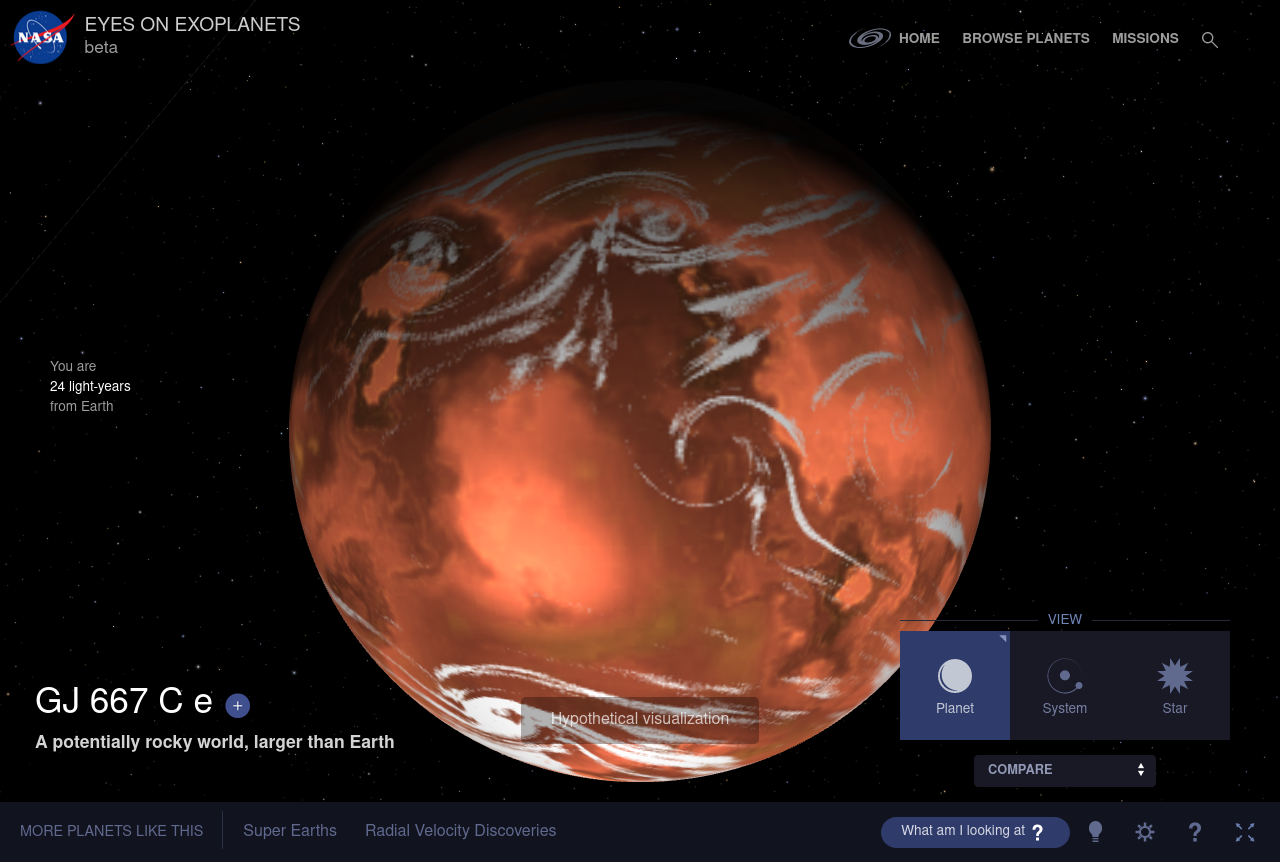 NASA
EYES ON EXOPLANETS
beta
HOME
BROWSE PLANETS
MISSIONS
You are
24 light-years
from Earth
VIEW
Planet
System
Star
GJ 667 C e +
A potentially rocky world, larger than Earth
Hypothetical visualization
COMPARE
MORE PLANETS LIKE THIS
Super Earths
Radial Velocity Discoveries
What am I looking at ?
?